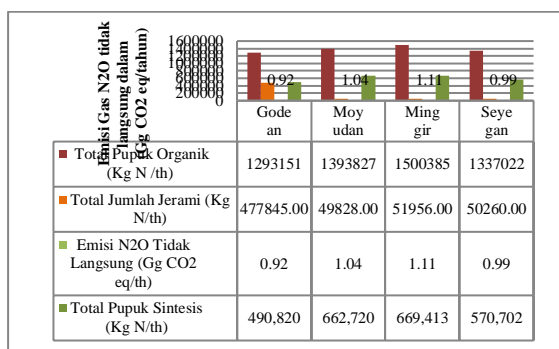 Emisi Gas N2O tidak
langsung dalam
(Gg CO2 eq/tahun)
1600000
200000
0
0.92 1.04 1.11 0.99
Gode
an
Moy
udan
Ming
gir
Seye
gan
Total Pupuk Organik
(Kg N /th)
1293151 1393827 1500385 1337022
Total Jumlah Jerami (Kg
N/th)
477845.00 49828.00 51956.00 50260.00
Emisi N2O Tidak
Langsung (Gg CO2
eq/th)
0.92 1.04 1.11 0.99
Total Pupuk Sintesis
(Kg N/th)
490,820 662,720 669,413 570,702